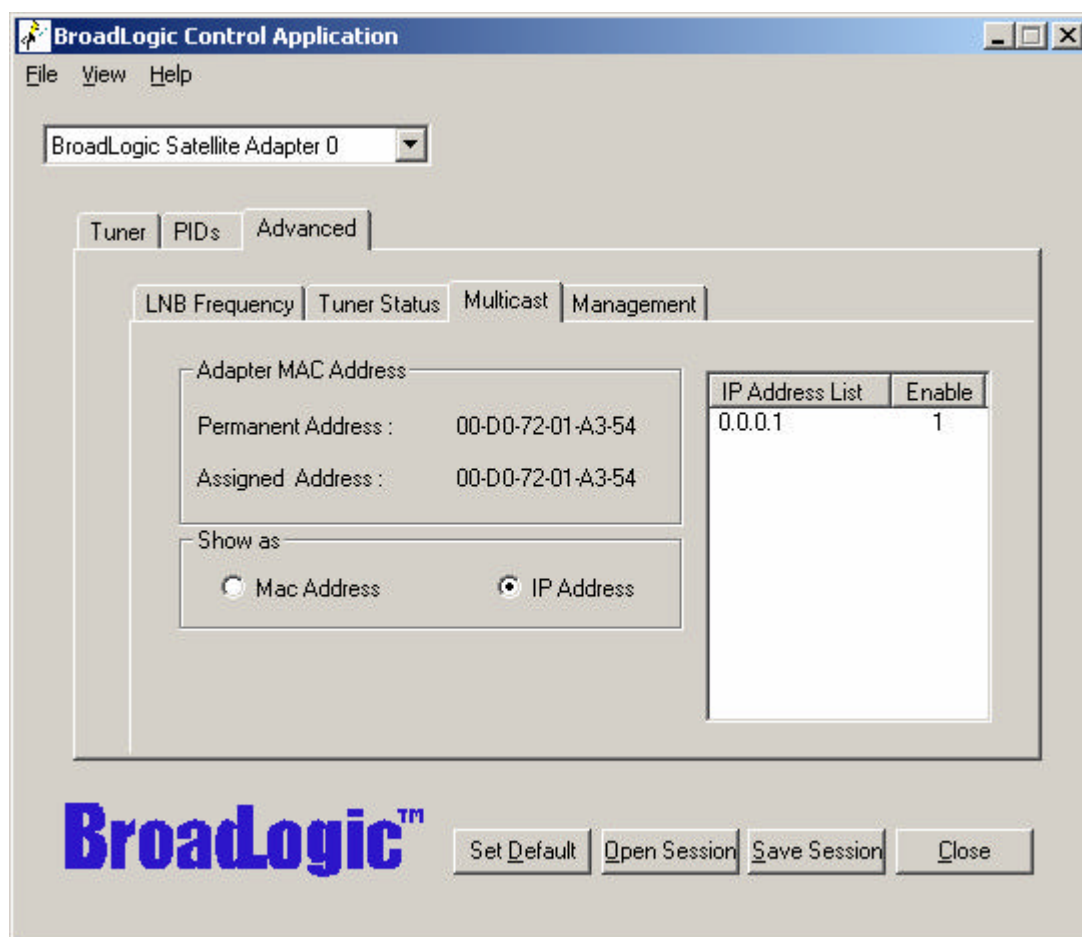 BroadLogic Control Application
File View Help
BroadLogic Satellite Adapter 0
Tuner PIDs Advanced
LNB Frequency Tuner Status Multicast Management
Adapter MAC Address
Permanent Address : 00-D0-72-01-A3-54
Assigned Address : 00-D0-72-01-A3-54
Show as
Mac Address IP Address
IP Address List Enable
0.0.0.1 1
BroadLogic™
Set Default Open Session Save Session Close